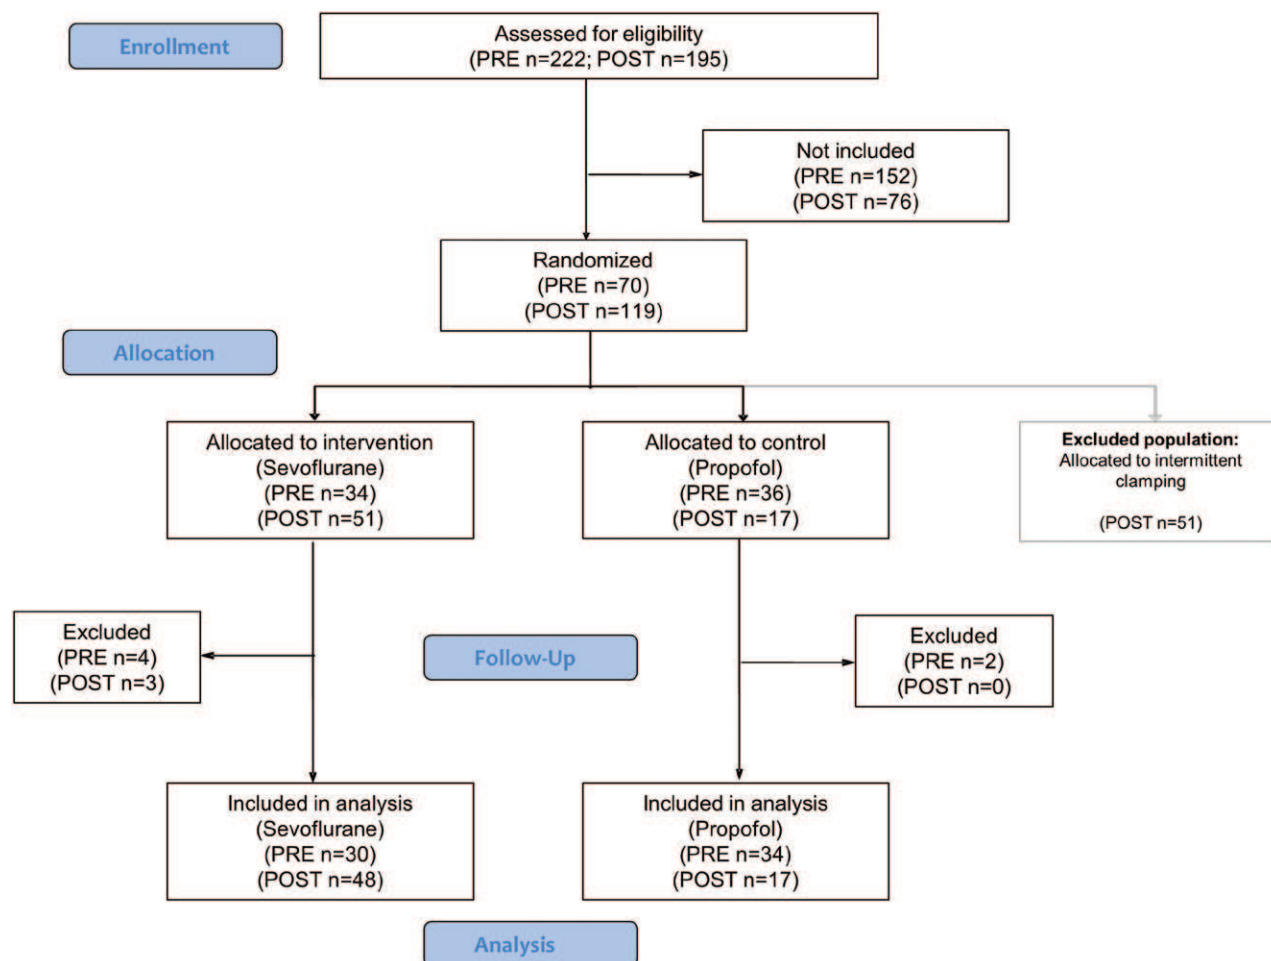 Enrollment
Assessed for eligibility
(PRE n=222; POST n=195)
Not included
(PRE n=152)
(POST n=76)
Randomized
(PRE n=70)
(POST n=119)
Allocation
Allocated to intervention
(Sevoflurane)
(PRE n=34)
(POST n=51)
Allocated to control
(Propofol)
(PRE n=36)
(POST n=17)
Excluded population:
Allocated to intermittent
clamping
(POST n=51)
Excluded
(PRE n=4)
(POST n=3)
Follow-Up
Excluded
(PRE n=2)
(POST n=0)
Included in analysis
(Sevoflurane)
(PRE n=30)
(POST n=48)
Included in analysis
(Propofol)
(PRE n=34)
(POST n=17)
Analysis